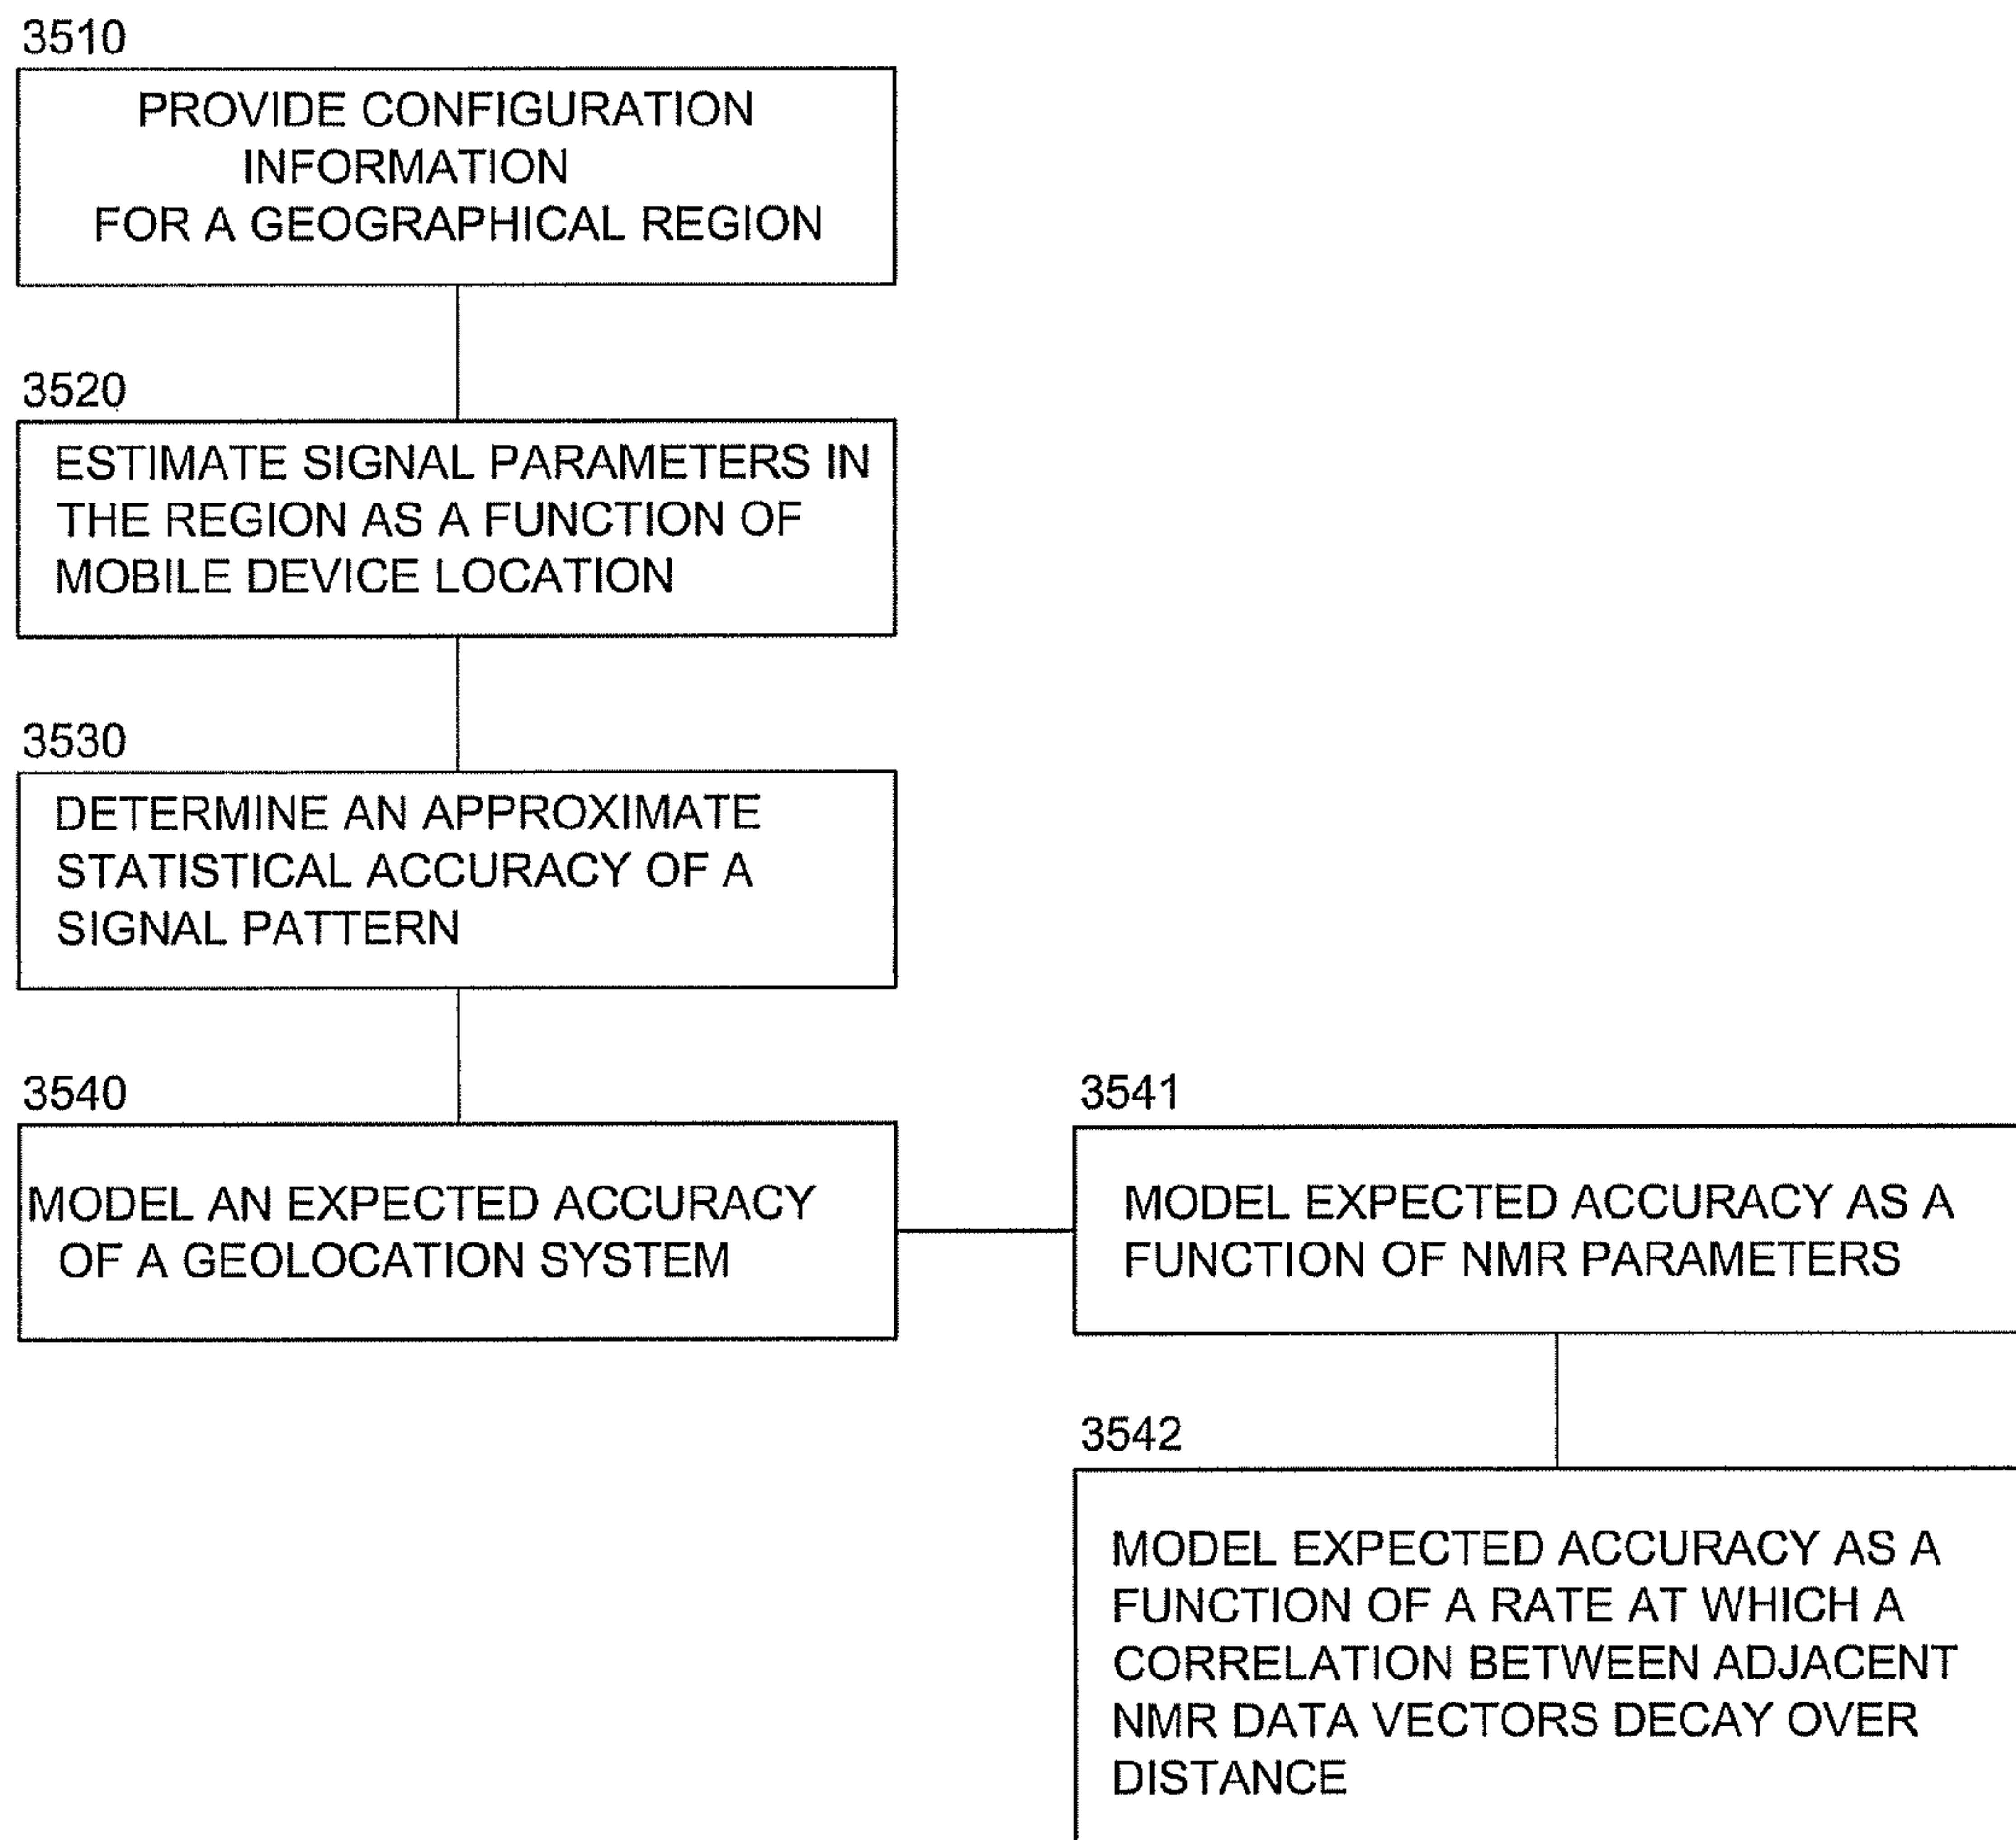 3510
PROVIDE CONFIGURATION
INFORMATION
FOR A GEOGRAPHICAL REGION
3520
ESTIMATE SIGNAL PARAMETERS IN
THE REGION AS A FUNCTION OF
MOBILE DEVICE LOCATION
3530
DETERMINE AN APPROXIMATE
STATISTICAL ACCURACY OF A
SIGNAL PATTERN
3540
MODEL AN EXPECTED ACCURACY
OF A GEOLOCATION SYSTEM
3541
MODEL EXPECTED ACCURACY AS A
FUNCTION OF NMR PARAMETERS
3542
MODEL EXPECTED ACCURACY AS A
FUNCTION OF A RATE AT WHICH A
CORRELATION BETWEEN ADJACENT
NMR DATA VECTORS DECAY OVER
DISTANCE